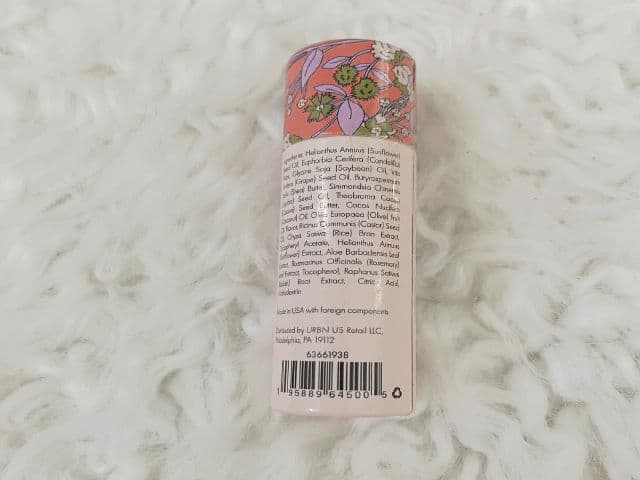 Ingredients: Helianthus Annuus (Sunflower)
Seed Oil, Euphorbia Cerifera (Candelilla)
Wax, Glycine Soja (Soybean) Oil, Vitis
Vinifera (Grape) Seed Oil, Butyrospermum
Parkii (Shea) Butter, Simmondsia Chinensis
Seed Oil, Theobroma Cacao
(Cocoa) Seed Butter, Cocos Nucifera
(Coconut) Oil, Olea Europaea (Olive) Fruit
Oil, Flavor, Ricinus Communis (Castor) Seed
Oil, Oryza Sativa (Rice) Bran Extract,
Tocopheryl Acetate, Helianthus Annuus
(Sunflower) Extract, Aloe Barbadensis Leaf
Extract, Rosmarinus Officinalis (Rosemary)
Leaf Extract, Tocopherol, Raphanus Sativus
(Radish) Root Extract, Citric Acid,
Maltodextrin
Made in USA with foreign components
Distributed by URBN US Retail LLC,
Philadelphia, PA 19112
63661938
1 95889 64500 5